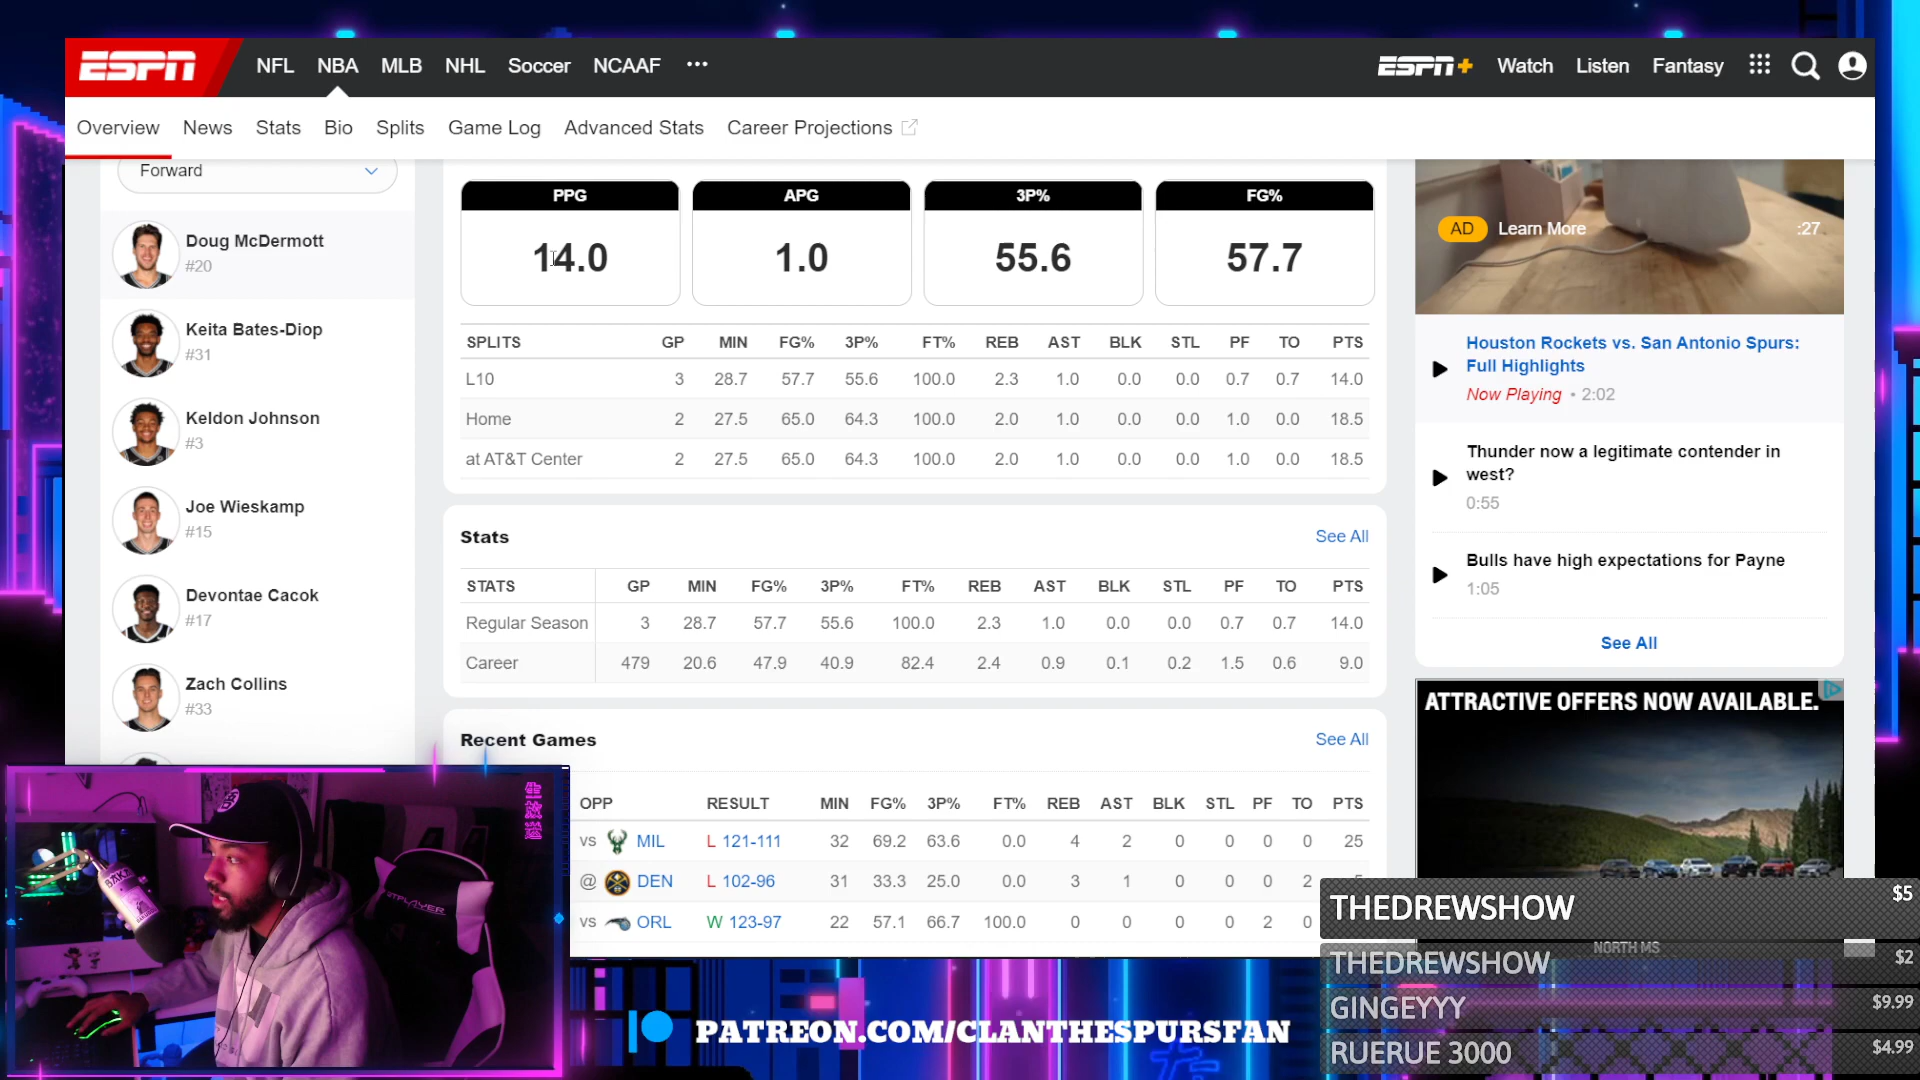 ESPN NFL NBA MLB NHL Soccer NCAAF ••• ESPN+ Watch Listen Fantasy
Overview News Stats Bio Splits Game Log Advanced Stats Career Projections
Forward
Doug McDermott
#20
Keita Bates-Diop
#31
Keldon Johnson
#3
Joe Wieskamp
#15
Devontae Cacok
#17
Zach Collins
#33
PPG APG 3P% FG%
14.0 1.0 55.6 57.7
SPLITS GP MIN FG% 3P% FT% REB AST BLK STL PF TO PTS
L10 3 28.7 57.7 55.6 100.0 2.3 1.0 0.0 0.0 0.7 0.7 14.0
Home 2 27.5 65.0 64.3 100.0 2.0 1.0 0.0 0.0 1.0 0.0 18.5
at AT&T Center 2 27.5 65.0 64.3 100.0 2.0 1.0 0.0 0.0 1.0 0.0 18.5
Stats See All
STATS GP MIN FG% 3P% FT% REB AST BLK STL PF TO PTS
Regular Season 3 28.7 57.7 55.6 100.0 2.3 1.0 0.0 0.0 0.7 0.7 14.0
Career 479 20.6 47.9 40.9 82.4 2.4 0.9 0.1 0.2 1.5 0.6 9.0
Recent Games See All
OPP RESULT MIN FG% 3P% FT% REB AST BLK STL PF TO PTS
vs MIL L 121-111 32 69.2 63.6 0.0 4 2 0 0 0 0 25
@ DEN L 102-96 31 33.3 25.0 0.0 3 1 0 0 0 2
vs ORL W 123-97 22 57.1 66.7 100.0 0 0 0 0 2 0
AD Learn More :27
Houston Rockets vs. San Antonio Spurs:
Full Highlights
Now Playing • 2:02
Thunder now a legitimate contender in
west?
0:55
Bulls have high expectations for Payne
1:05
See All
ATTRACTIVE OFFERS NOW AVAILABLE.
THEDREWSHOW $5
NORTH MS
THEDREWSHOW $2
GINGEYYY $9.99
RUERUE 3000 $4.99
PATREON.COM/CLANTHESPURSFAN